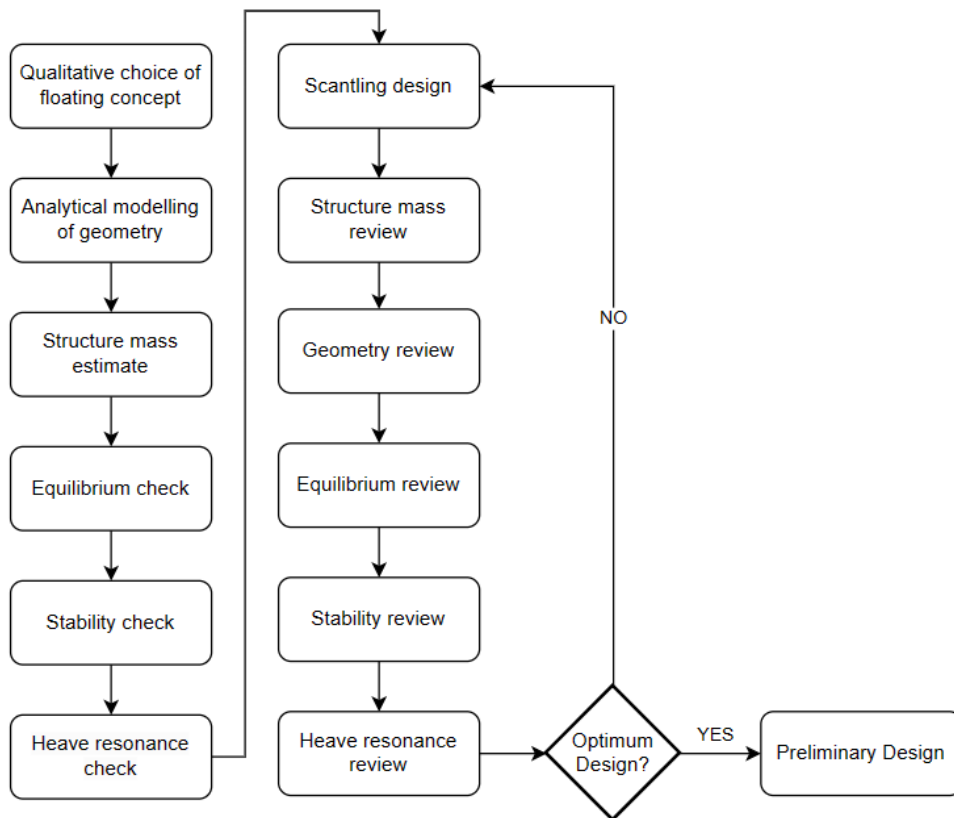 Qualitative choice of
floating concept
Analytical modelling
of geometry
Structure mass
estimate
Equilibrium check
Stability check
Heave resonance
check
Scantling design
Structure mass
review
Geometry review
Equilibrium review
Stability review
Heave resonance
review
Optimum
Design?
NO
YES
Preliminary Design